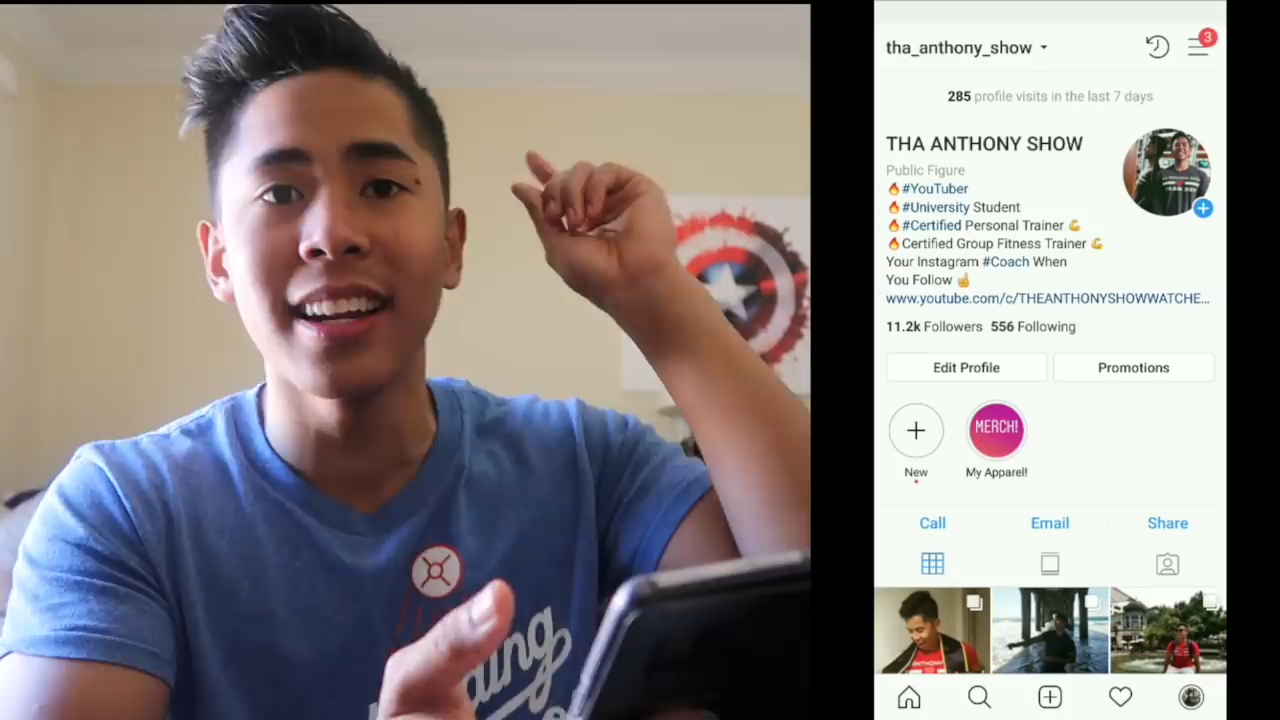 tha_anthony_show
3
285 profile visits in the last 7 days
THA ANTHONY SHOW
Public Figure
🔥#YouTuber
🔥#University Student
🔥#Certified Personal Trainer 💪
🔥Certified Group Fitness Trainer 💪
Your Instagram #Coach When
You Follow ☝
www.youtube.com/c/THEANTHONYSHOWWATCHE...
11.2k Followers 556 Following
Edit Profile
Promotions
MERCH!
New
My Apparel!
Call
Email
Share
ANTHONY